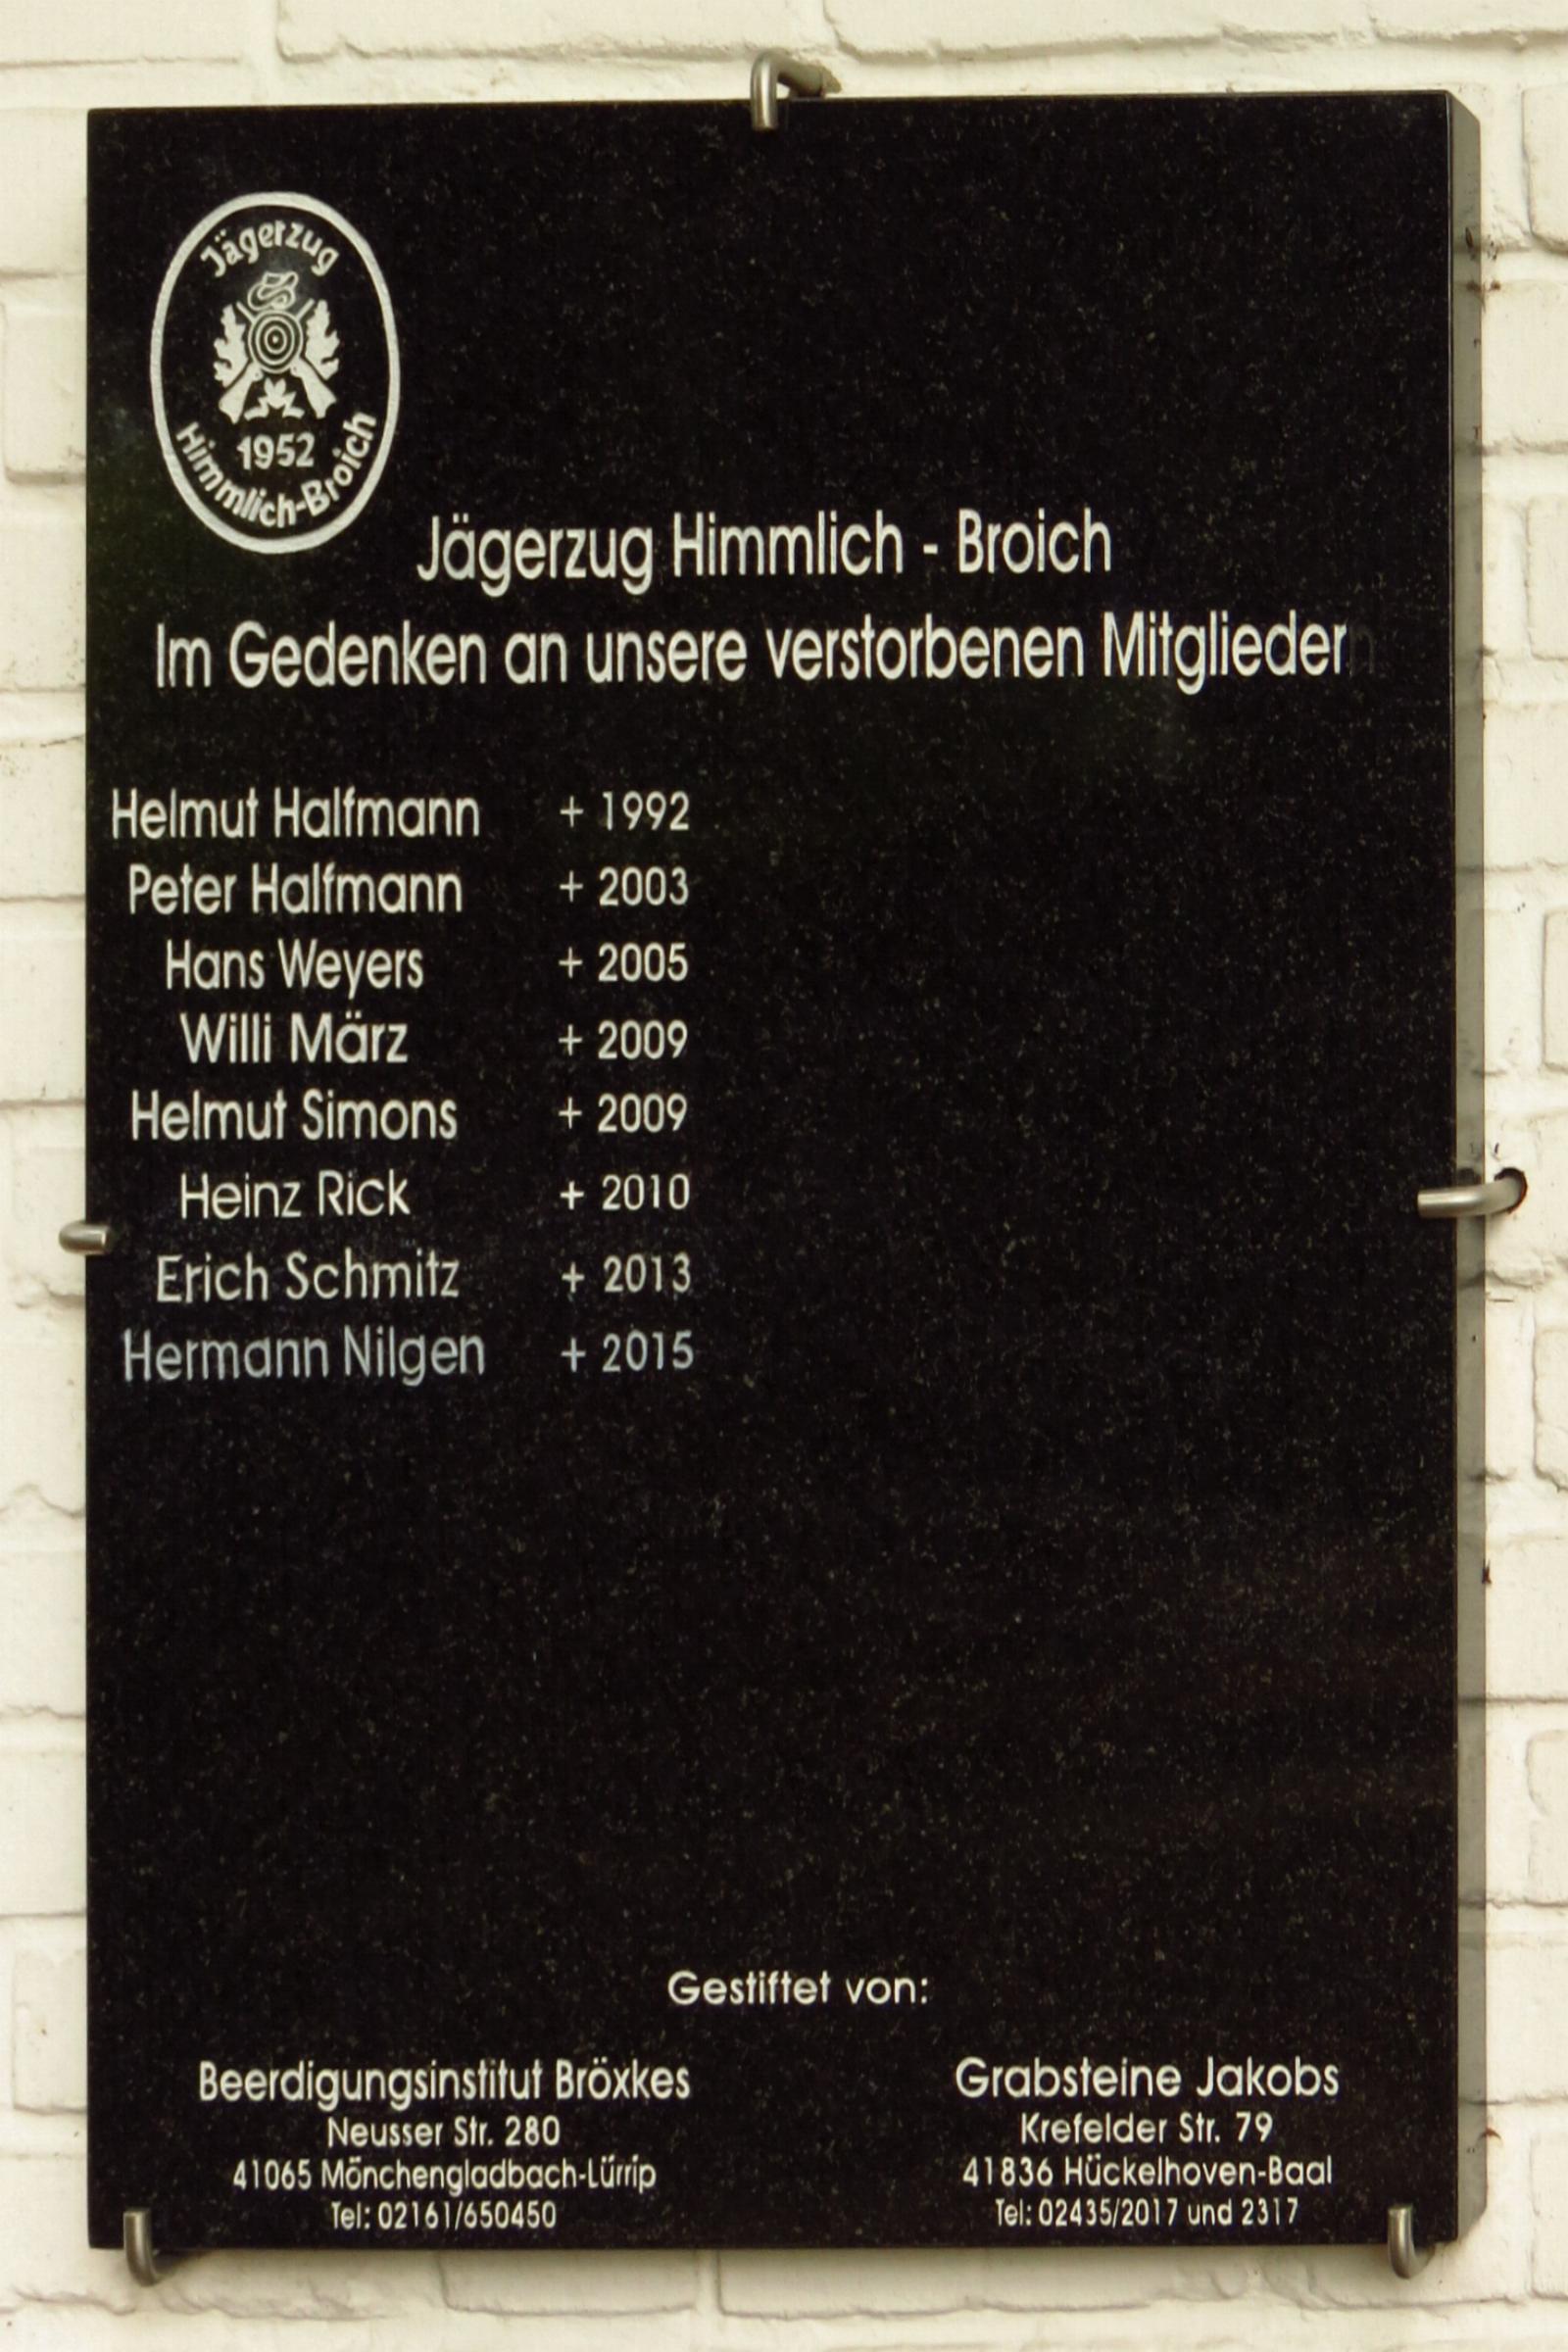 Jägerzug
1952
Himmlich-Broich
Jägerzug Himmlich - Broich
Im Gedenken an unsere verstorbenen Mitglieder
Helmut Halfmann + 1992
Peter Halfmann + 2003
Hans Weyers + 2005
Willi März + 2009
Helmut Simons + 2009
Heinz Rick + 2010
Erich Schmitz + 2013
Hermann Nilgen + 2015
Gestiftet von:
Beerdigungsinstitut Bröxkes
Neusser Str. 280
41065 Mönchengladbach-Lürrip
Tel: 02161/650450
Grabsteine Jakobs
Krefelder Str. 79
41836 Hückelhoven-Baal
Tel: 02435/2017 und 2317